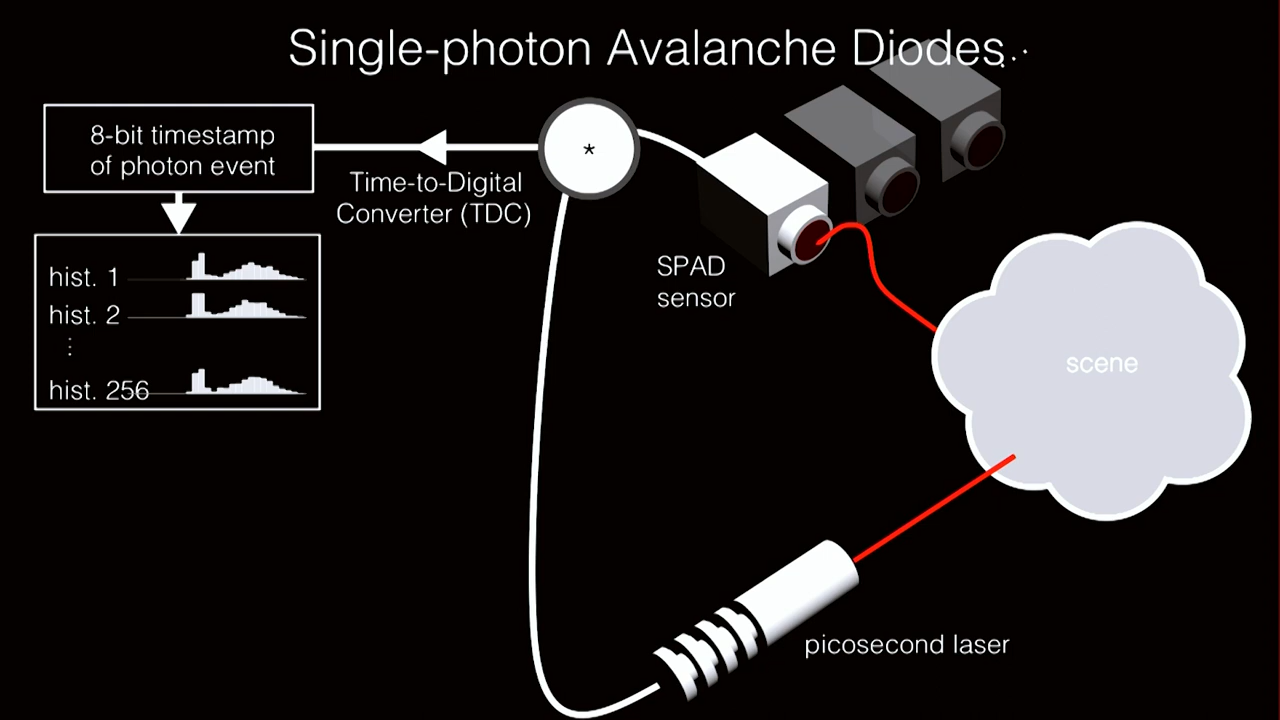 Single-photon Avalanche Diodes
8-bit timestamp
of photon event
*
Time-to-Digital
Converter (TDC)
SPAD
sensor
hist. 1
hist. 2
⋮
hist. 256
scene
picosecond laser